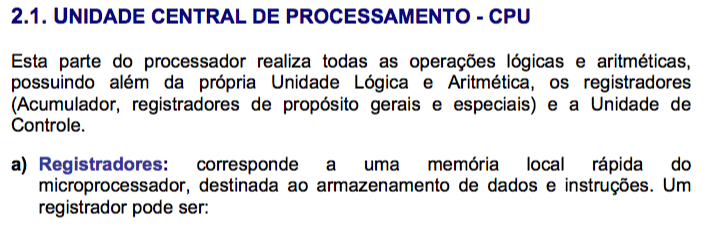 2.1. UNIDADE CENTRAL DE PROCESSAMENTO - CPU
Esta parte do processador realiza todas as operações lógicas e aritméticas,
possuindo além da própria Unidade Lógica e Aritmética, os registradores
(Acumulador, registradores de propósito gerais e especiais) e a Unidade de
Controle.
a) Registradores: corresponde a uma memória local rápida do
microprocessador, destinada ao armazenamento de dados e instruções. Um
registrador pode ser: